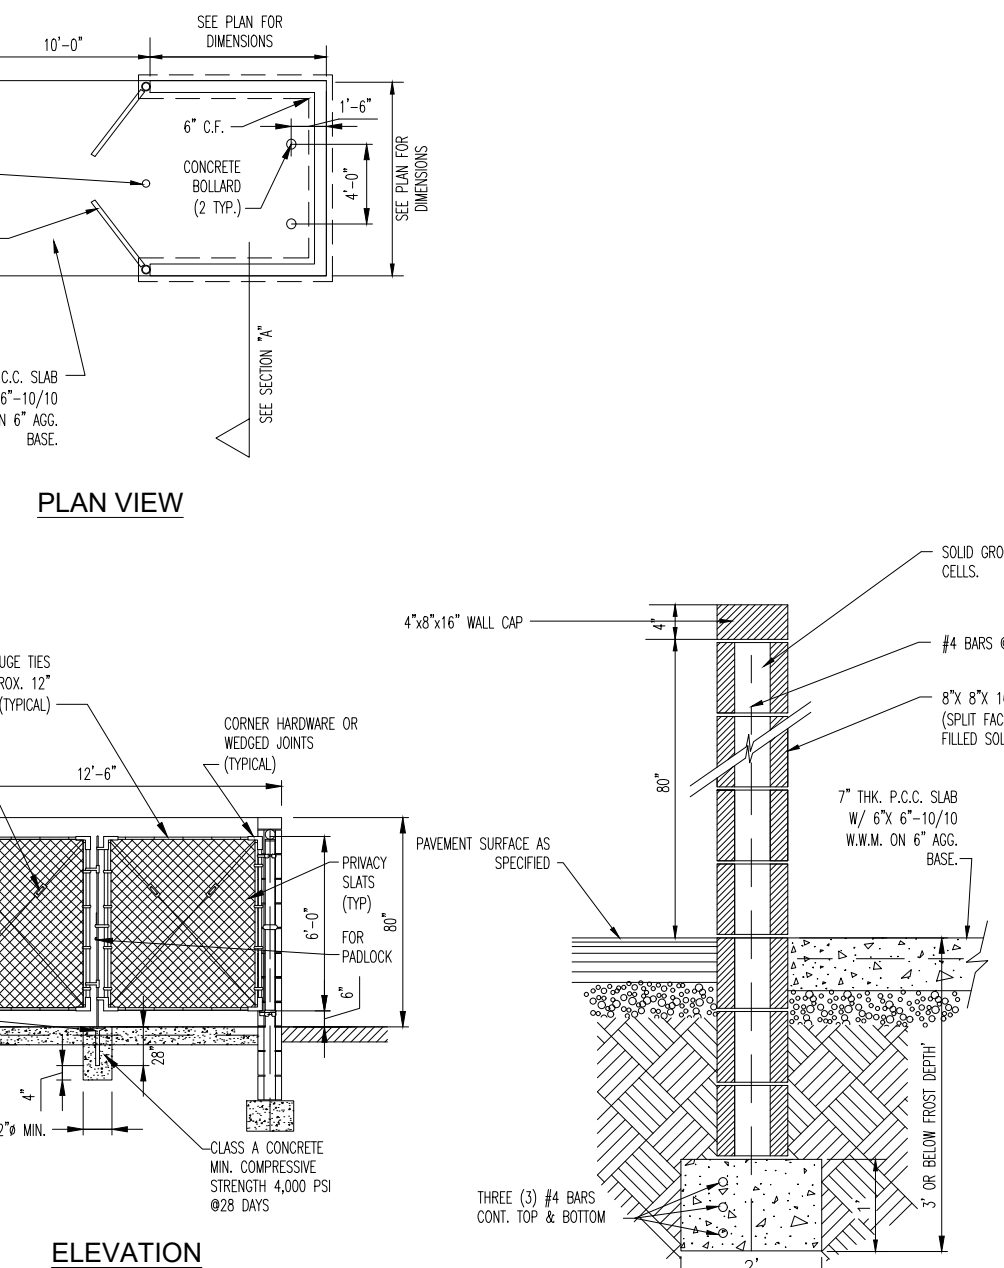 SEE PLAN FOR
DIMENSIONS
10'-0"
1'-6"
6" C.F.
CONCRETE
BOLLARD
(2 TYP.)
4'-0"
SEE PLAN FOR
DIMENSIONS
SEE SECTION "A"
C.C. SLAB
6"-10/10
N 6" AGG.
BASE.
PLAN VIEW
SOLID GRO
CELLS.
4"x8"x16" WALL CAP
4"
#4 BARS @
8"X 8"X 1
(SPLIT FAC
FILLED SOL
80"
7" THK. P.C.C. SLAB
W/ 6"X 6"-10/10
W.W.M. ON 6" AGG.
BASE.
PAVEMENT SURFACE AS
SPECIFIED
3' OR BELOW FROST DEPTH'
THREE (3) #4 BARS
CONT. TOP & BOTTOM
1'
2'
UGE TIES
ROX. 12"
(TYPICAL)
CORNER HARDWARE OR
WEDGED JOINTS
(TYPICAL)
12'-6"
PRIVACY
SLATS
(TYP)
FOR
PADLOCK
6'-0"
80"
6"
28"
4"
2"ø MIN.
CLASS A CONCRETE
MIN. COMPRESSIVE
STRENGTH 4,000 PSI
@28 DAYS
ELEVATION